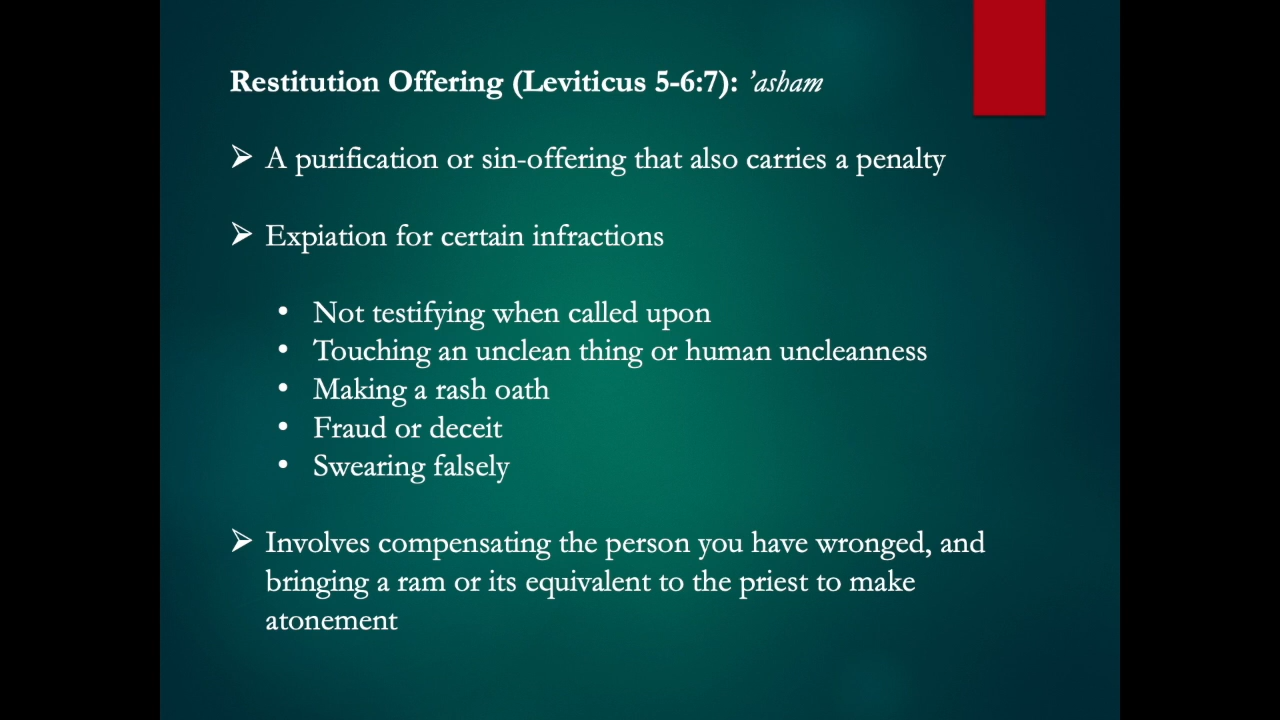 Restitution Offering (Leviticus 5-6:7): ’asham
➢ A purification or sin-offering that also carries a penalty
➢ Expiation for certain infractions
• Not testifying when called upon
• Touching an unclean thing or human uncleanness
• Making a rash oath
• Fraud or deceit
• Swearing falsely
➢ Involves compensating the person you have wronged, and
bringing a ram or its equivalent to the priest to make
atonement